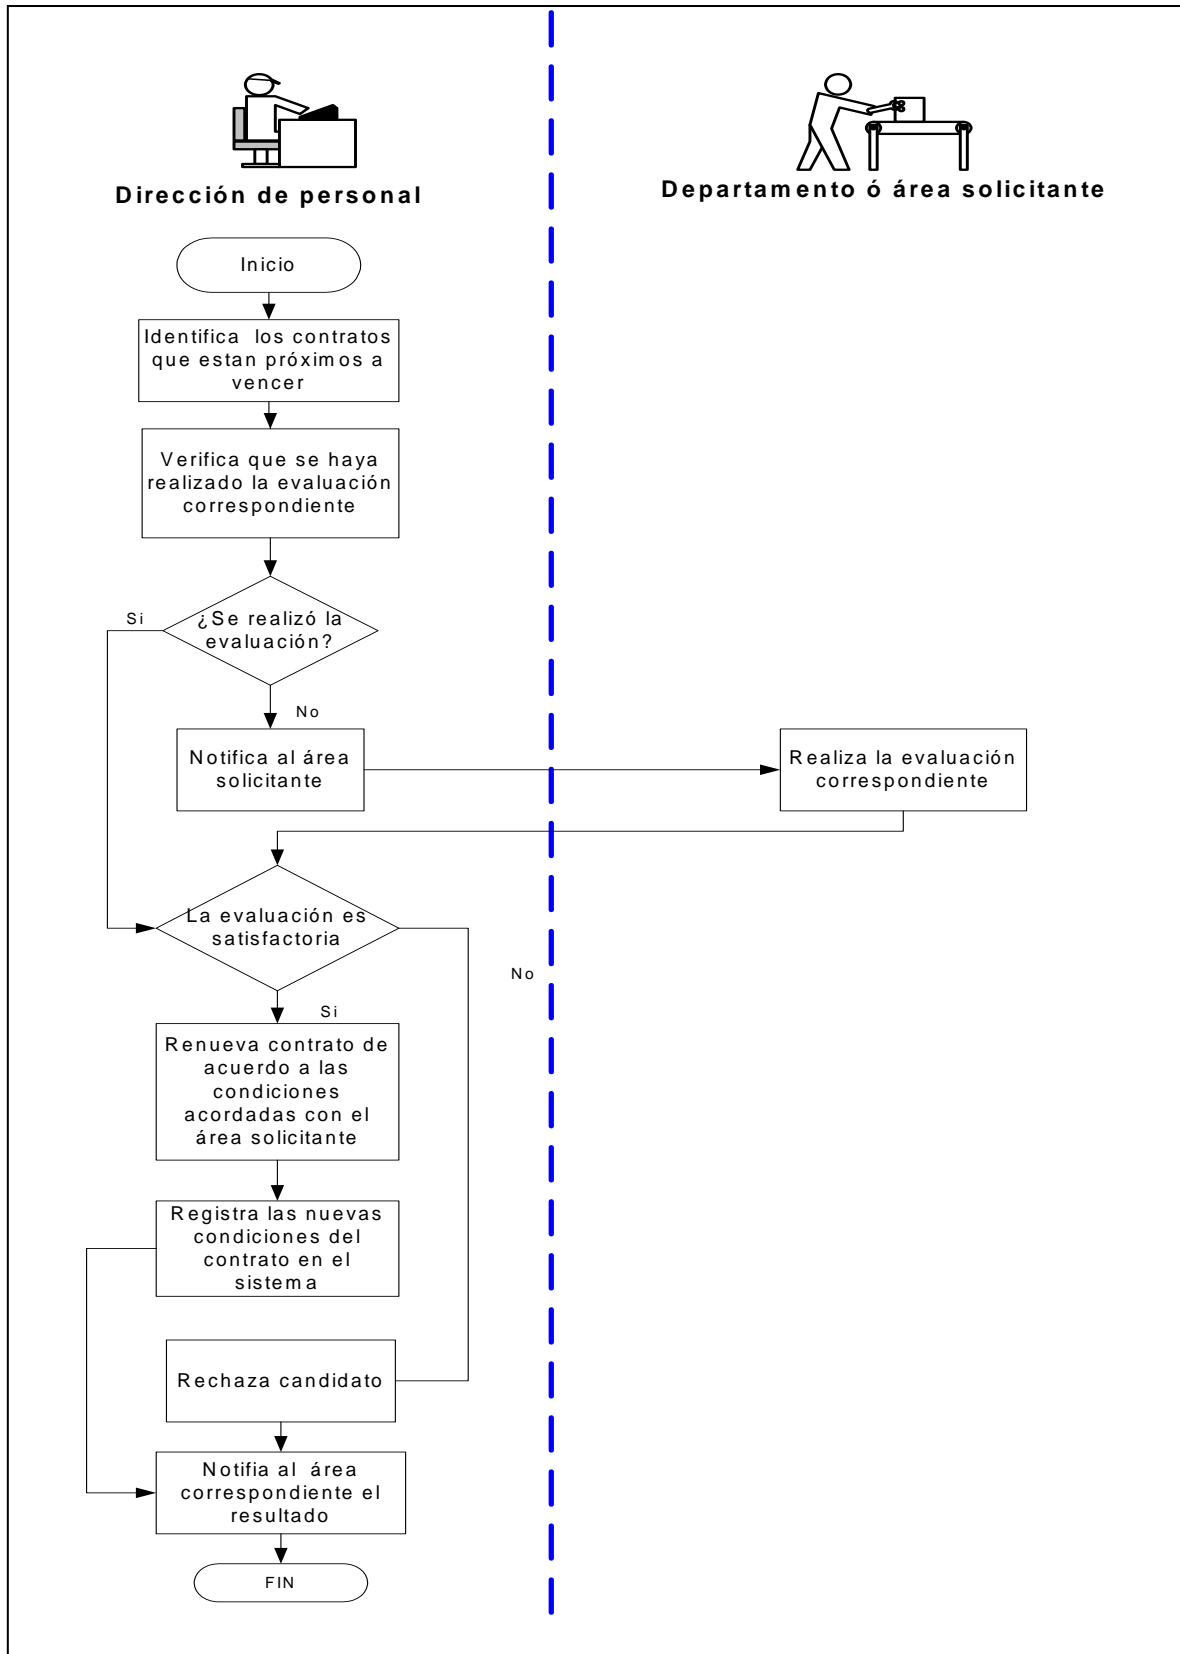 Dirección de personal
Departamento ó área solicitante
Inicio
Identifica los contratos
que estan próximos a
vencer
Verifica que se haya
realizado la evaluación
correspondiente
Si
¿Se realizó la
evaluación?
No
Notifica al área
solicitante
Realiza la evaluación
correspondiente
La evaluación es
satisfactoria
No
Si
Renueva contrato de
acuerdo a las
condiciones
acordadas con el
área solicitante
Registra las nuevas
condiciones del
contrato en el
sistema
Rechaza candidato
Notifia al área
correspondiente el
resultado
FIN